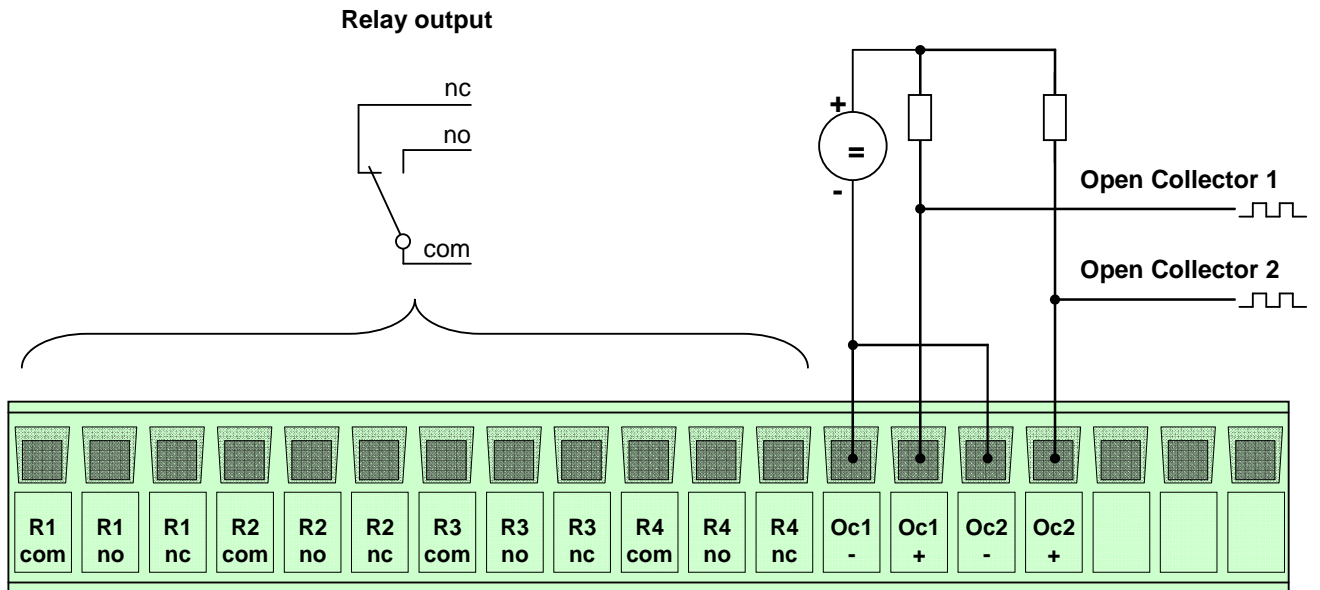 Relay output
nc
no
com
+
=
-
Open Collector 1
Open Collector 2
R1 R1 R1 R2 R2 R2 R3 R3 R3 R4 R4 R4 Oc1 Oc1 Oc2 Oc2
com no nc com no nc com no nc com no nc - + - +